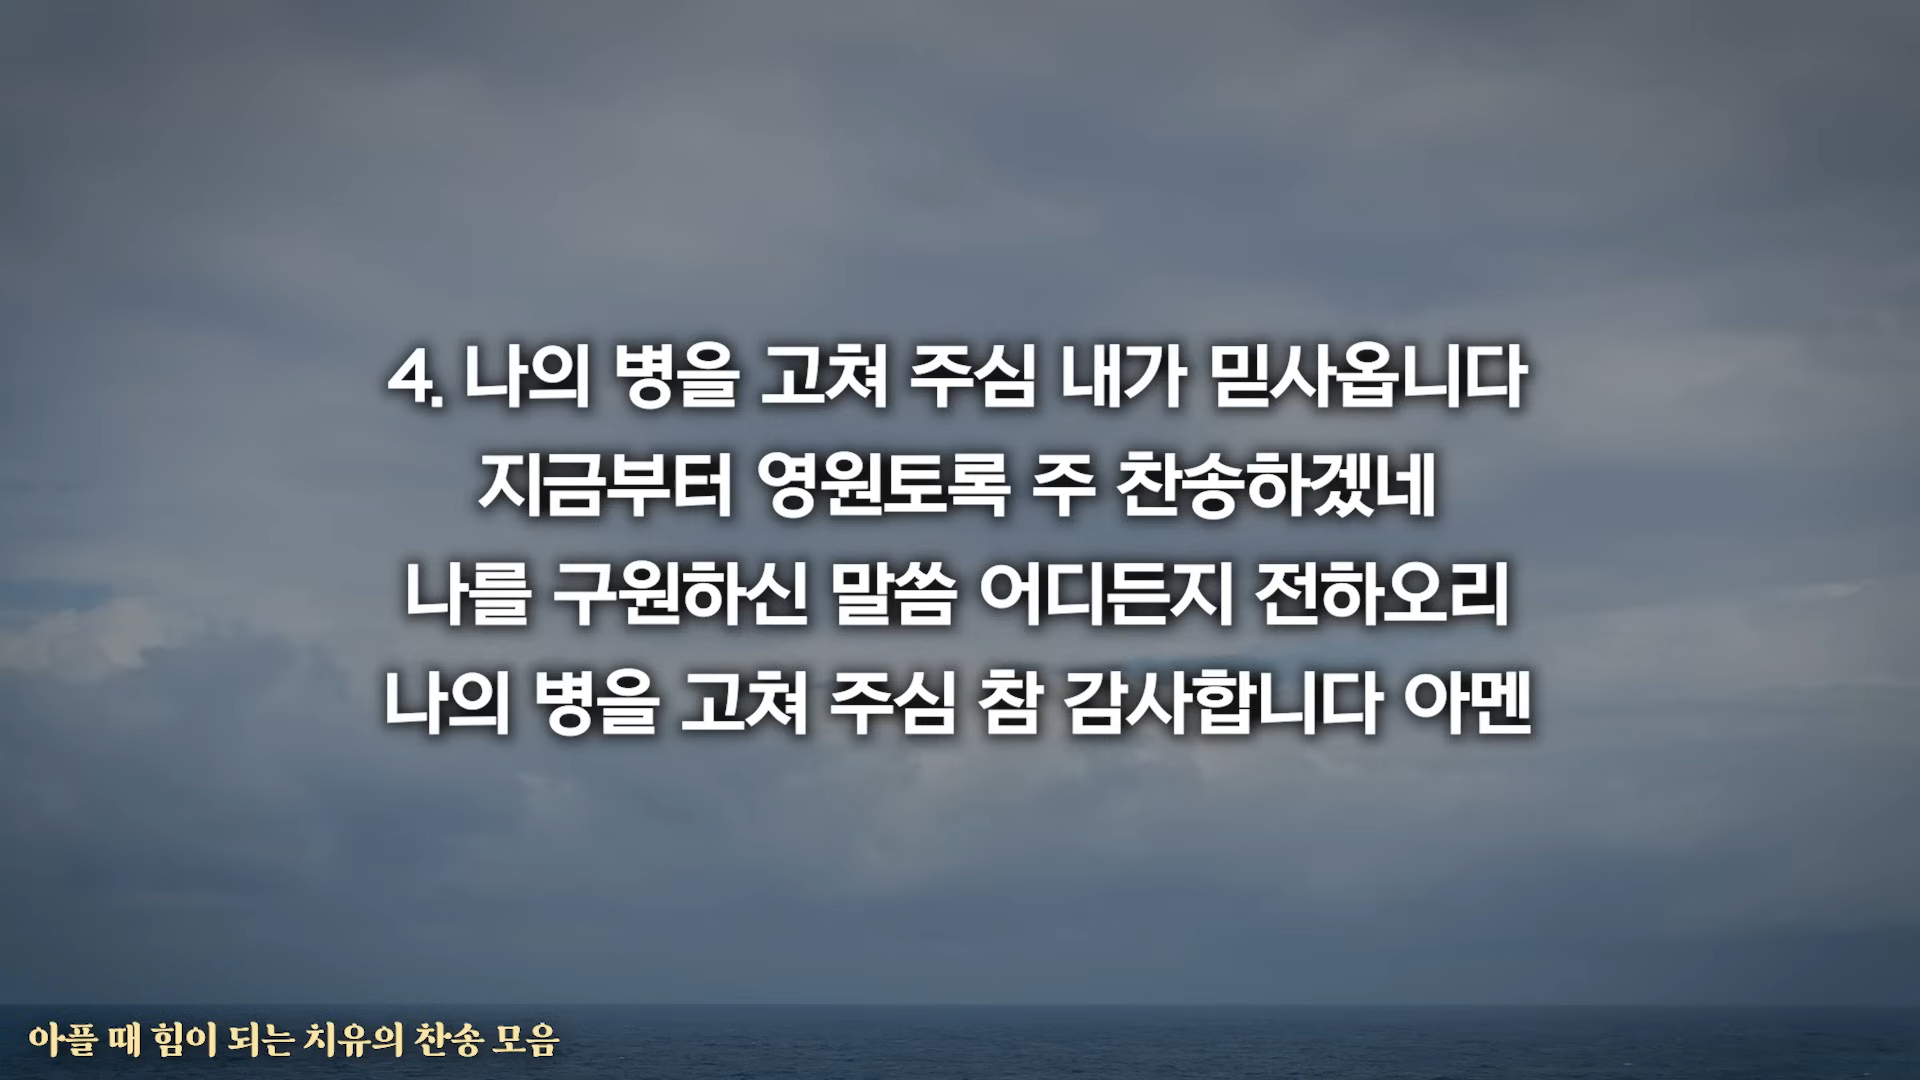 4. 나의 병을 고쳐 주심 내가 믿사옵니다
지금부터 영원토록 주 찬송하겠네
나를 구원하신 말씀 어디든지 전하오리
나의 병을 고쳐 주심 참 감사합니다 아멘
아플 때 힘이 되는 치유의 찬송 모음